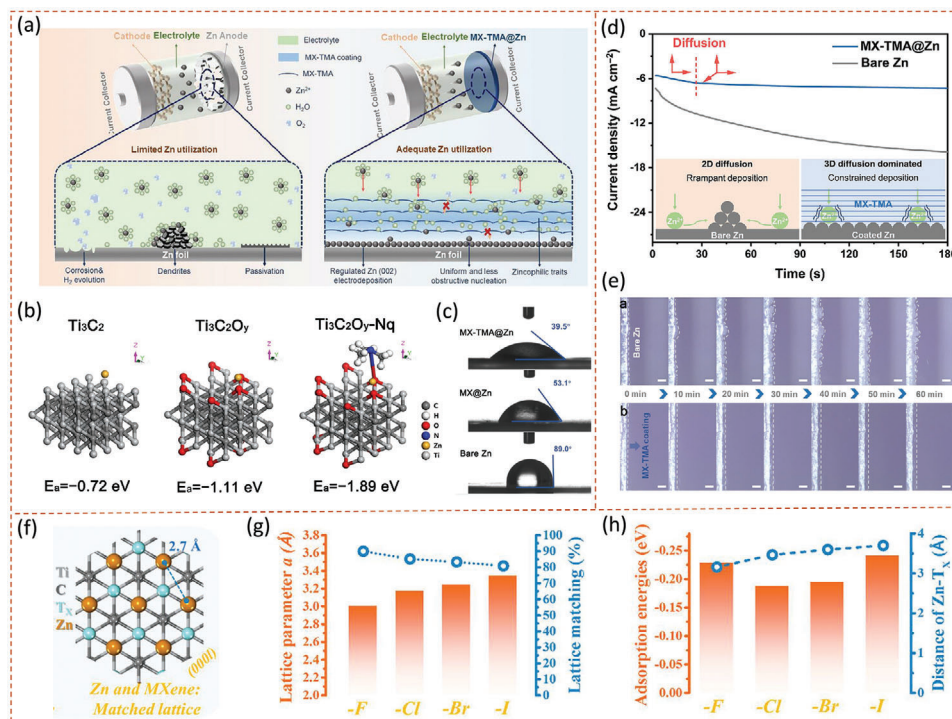 (a)
Cathode
Electrolyte
Zn Anode
Current Collector
Current Collector
Electrolyte
MX-TMA coating
MX-TMA
Zn²⁺
H₂O
O₂
Cathode
Electrolyte
MX-TMA@Zn
Current Collector
Current Collector
Limited Zn utilization
Adequate Zn utilization
Zn foil
Zn foil
Corrosion&
H₂ evolution
Dendrites
Passivation
Regulated Zn (002)
electrodeposition
Uniform and less
obstructive nucleation
Zincophilic traits
(b)
Ti₃C₂
Ti₃C₂Oᵧ
Ti₃C₂Oᵧ-Nq
z
z
z
C
H
O
N
Zn
Ti
Eₐ=−0.72 eV
Eₐ=−1.11 eV
Eₐ=−1.89 eV
(c)
MX-TMA@Zn
39.5°
MX@Zn
53.1°
Bare Zn
89.0°
(d)
Current density (mA cm⁻²)
0
-6
-12
-18
-24
MX-TMA@Zn
Bare Zn
Diffusion
2D diffusion
Rrampant deposition
Zn²⁺
Zn²⁺
Bare Zn
3D diffusion dominated
Constrained deposition
MX-TMA
Zn²⁺
Zn²⁺
Coated Zn
0 30 60 90 120 150 180
Time (s)
(e)
a
Bare Zn
0 min
10 min
20 min
30 min
40 min
50 min
60 min
b
MX-TMA coating
(f)
2.7 Å
Ti
C
Tₓ
Zn
(0001)
Zn and MXene:
Matched lattice
(g)
Lattice parameter a (Å)
4.0
3.8
3.6
3.4
3.2
3.0
2.8
2.6
2.4
2.2
2.0
-F -Cl -Br -I
100
90
80
70
60
50
40
30
20
10
0
Lattice matching (%)
(h)
Adsorption energies (eV)
-0.25
-0.20
-0.15
-0.10
-0.05
0.00
-F -Cl -Br -I
5
4
3
2
1
0
Distance of Zn-Tₓ (Å)